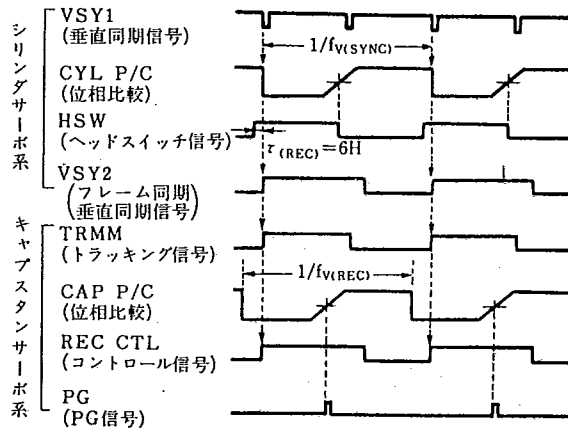 シリンダサーボ系
VSY1
(垂直同期信号)
1/fV(SYNC)
CYL P/C
(位相比較)
HSW
(ヘッドスイッチ信号)
τ(REC)=6H
VSY2
(フレーム同期
垂直同期信号)
キャプスタンサーボ系
TRMM
(トラッキング信号)
1/fV(REC)
CAP P/C
(位相比較)
REC CTL
(コントロール信号)
PG
(PG信号)